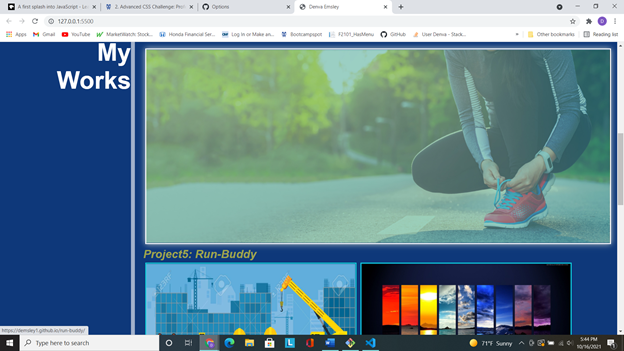 A first splash into JavaScript - Le
2. Advanced CSS Challenge: Prof
Options
Denva Emsley
127.0.0.1:5500
Apps
Gmail
YouTube
MarketWatch: Stock...
Honda Financial Ser...
Log In or Make an...
Bootcampspot
F2101_HasMenu
GitHub
User Denva - Stack...
Other bookmarks
Reading list
My
Works
Project5: Run-Buddy
https://demsley1.github.io/run-buddy/
Type here to search
71°F Sunny
5:44 PM
10/16/2021